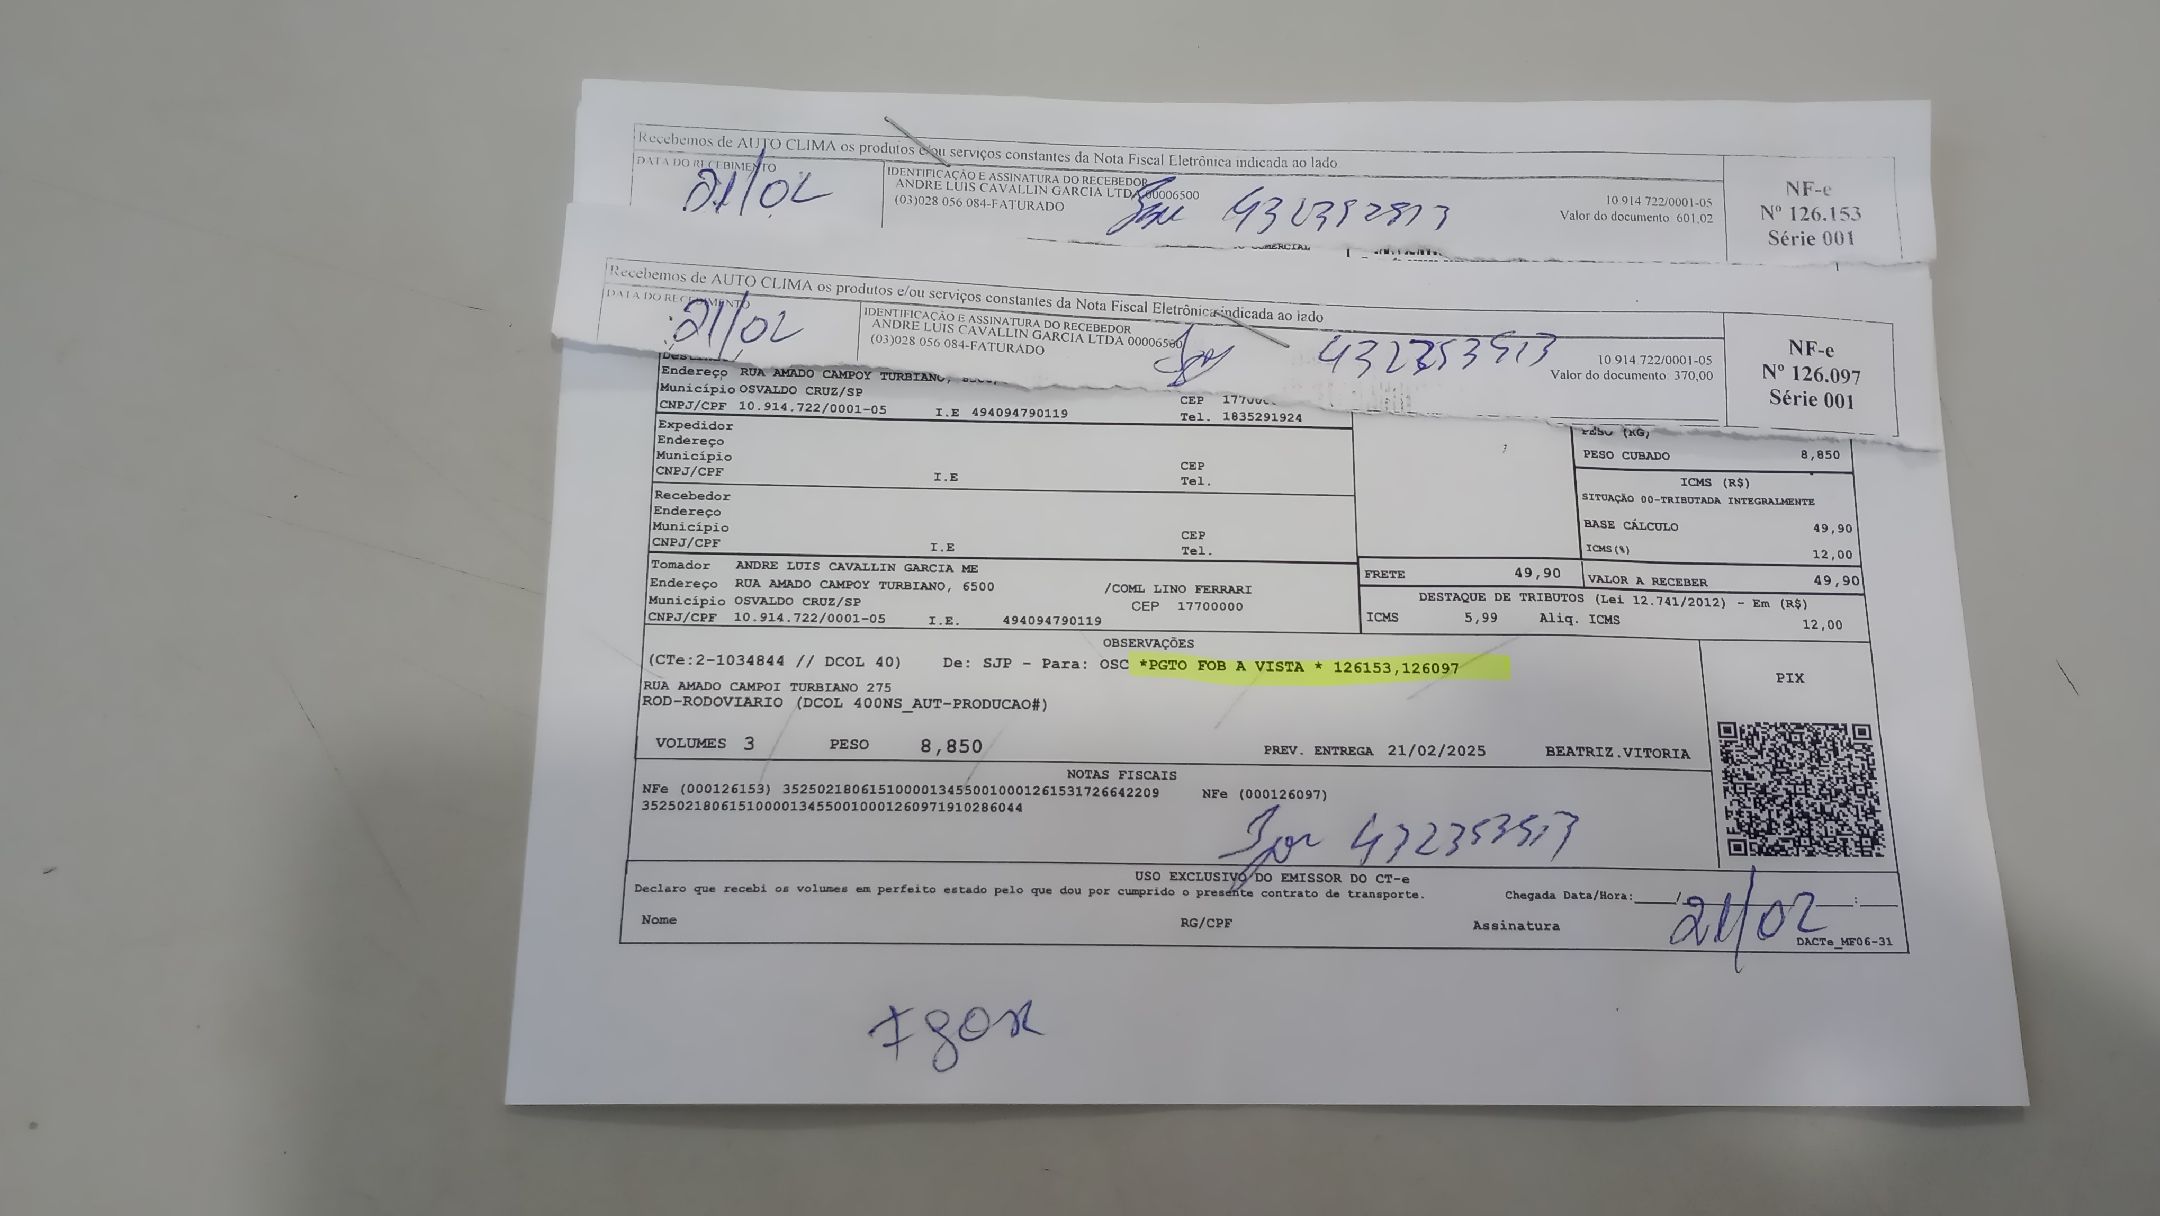 Recebemos de AUTO CLIMA os produtos e/ou serviços constantes da Nota Fiscal Eletrônica indicada ao lado
DATA DO RECEBIMENTO
21/02
IDENTIFICAÇÃO E ASSINATURA DO RECEBEDOR
ANDRE LUIS CAVALLIN GARCIA LTDA 00006500
(03)028 056 084-FATURADO
10 914 722/0001-05
Valor do documento 601,02
NF-e
Nº 126.153
Série 001
COMERCIAL
Recebemos de AUTO CLIMA os produtos e/ou serviços constantes da Nota Fiscal Eletrônica indicada ao lado
DATA DO RECEBIMENTO
21/02
IDENTIFICAÇÃO E ASSINATURA DO RECEBEDOR
ANDRE LUIS CAVALLIN GARCIA LTDA 00006500
(03)028 056 084-FATURADO
432353513
10 914 722/0001-05
Valor do documento 370,00
NF-e
Nº 126.097
Série 001
Endereço RUA AMADO CAMPOY TURBIANO,
Município OSVALDO CRUZ/SP CEP
CNPJ/CPF 10.914.722/0001-05 I.E 494094790119 Tel. 1835291924
Expedidor
Endereço
Município CEP
CNPJ/CPF I.E Tel.
Recebedor
Endereço
Município CEP
CNPJ/CPF I.E Tel.
PESO (KG)
PESO CUBADO 8,850
ICMS (R$)
SITUAÇÃO 00-TRIBUTADA INTEGRALMENTE
BASE CÁLCULO 49,90
ICMS(%) 12,00
Tomador ANDRE LUIS CAVALLIN GARCIA ME
Endereço RUA AMADO CAMPOY TURBIANO, 6500 /COML LINO FERRARI
Município OSVALDO CRUZ/SP CEP 17700000
CNPJ/CPF 10.914.722/0001-05 I.E. 494094790119
FRETE 49,90 VALOR A RECEBER 49,90
DESTAQUE DE TRIBUTOS (Lei 12.741/2012) - Em (R$)
ICMS 5,99 Aliq. ICMS 12,00
OBSERVAÇÕES
(CTe:2-1034844 // DCOL 40) De: SJP - Para: OSC *PGTO FOB A VISTA * 126153,126097
RUA AMADO CAMPOI TURBIANO 275
ROD-RODOVIARIO (DCOL 400NS_AUT-PRODUCAO#)
PIX
VOLUMES 3 PESO 8,850 PREV. ENTREGA 21/02/2025 BEATRIZ.VITORIA
NOTAS FISCAIS
NFe (000126153) 35250218061510000134550010001261531726642209 NFe (000126097)
35250218061510000134550010001260971910286044
Igor 432353513
USO EXCLUSIVO DO EMISSOR DO CT-e
Declaro que recebi os volumes em perfeito estado pelo que dou por cumprido o presente contrato de transporte. Chegada Data/Hora:____/
21/02
Nome RG/CPF Assinatura
DACTe_MF06-31
Igor